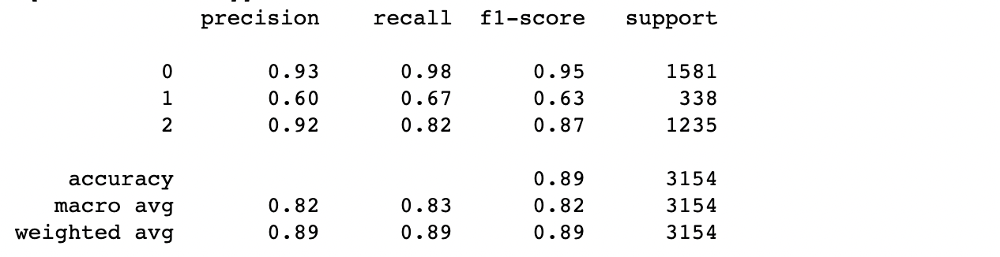 precision recall f1-score support
0 0.93 0.98 0.95 1581
1 0.60 0.67 0.63 338
2 0.92 0.82 0.87 1235
accuracy 0.89 3154
macro avg 0.82 0.83 0.82 3154
weighted avg 0.89 0.89 0.89 3154